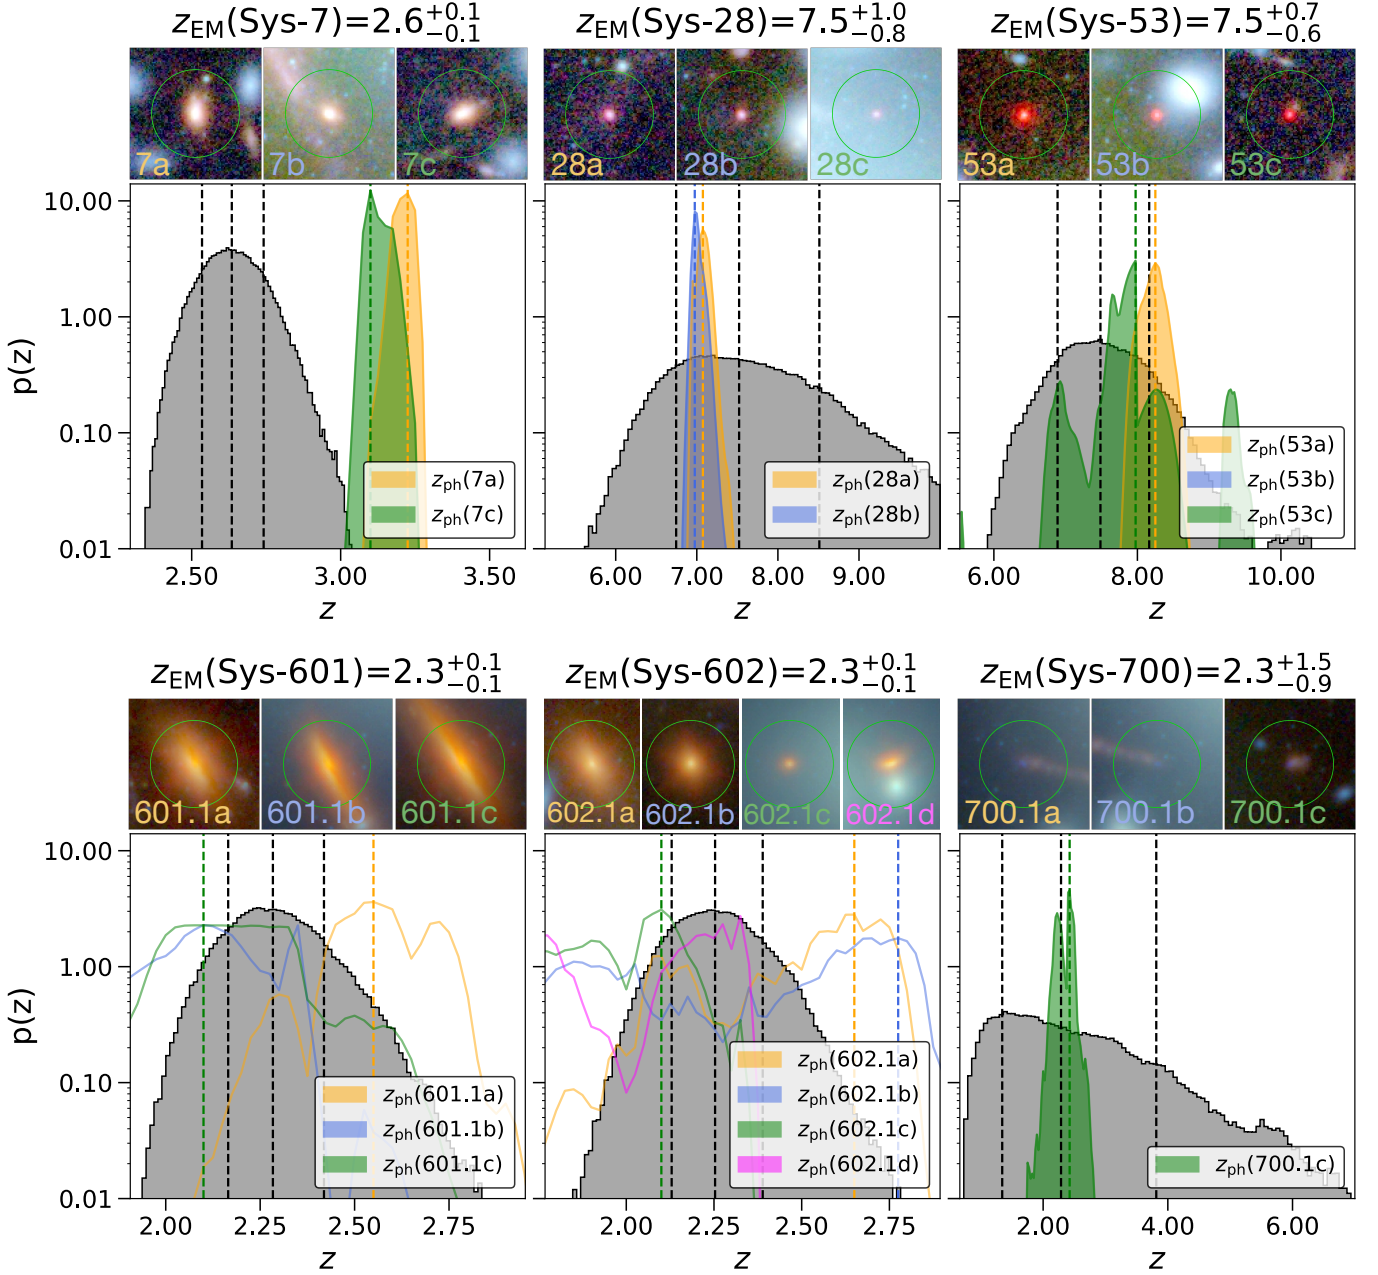 z_EM(Sys-7)=2.6^{+0.1}_{-0.1}
7a 7b 7c
10.00
1.00
0.10
0.01
p(z)
z_ph(7a)
z_ph(7c)
2.50 3.00 3.50
z
z_EM(Sys-28)=7.5^{+1.0}_{-0.8}
28a 28b 28c
z_ph(28a)
z_ph(28b)
6.00 7.00 8.00 9.00
z
z_EM(Sys-53)=7.5^{+0.7}_{-0.6}
53a 53b 53c
z_ph(53a)
z_ph(53b)
z_ph(53c)
6.00 8.00 10.00
z
z_EM(Sys-601)=2.3^{+0.1}_{-0.1}
601.1a 601.1b 601.1c
10.00
1.00
0.10
0.01
p(z)
z_ph(601.1a)
z_ph(601.1b)
z_ph(601.1c)
2.00 2.25 2.50 2.75
z
z_EM(Sys-602)=2.3^{+0.1}_{-0.1}
602.1a 602.1b 602.1c 602.1d
z_ph(602.1a)
z_ph(602.1b)
z_ph(602.1c)
z_ph(602.1d)
2.00 2.25 2.50 2.75
z
z_EM(Sys-700)=2.3^{+1.5}_{-0.9}
700.1a 700.1b 700.1c
z_ph(700.1c)
2.00 4.00 6.00
z